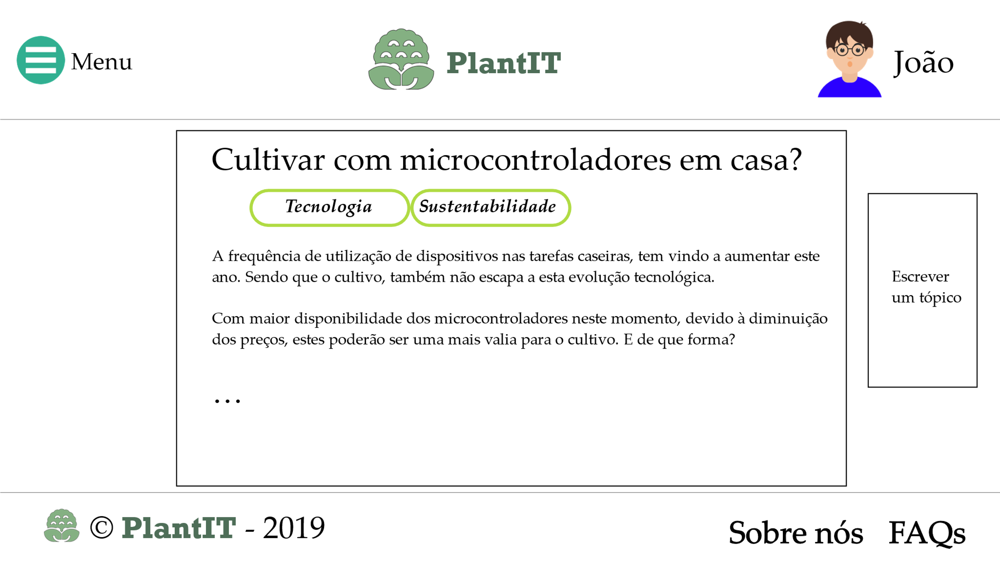 Menu
PlantIT
João
Cultivar com microcontroladores em casa?
Tecnologia
Sustentabilidade
A frequência de utilização de dispositivos nas tarefas caseiras, tem vindo a aumentar este
ano. Sendo que o cultivo, também não escapa a esta evolução tecnológica.
Com maior disponibilidade dos microcontroladores neste momento, devido à diminuição
dos preços, estes poderão ser uma mais valia para o cultivo. E de que forma?
...
Escrever
um tópico
© PlantIT - 2019
Sobre nós
FAQs